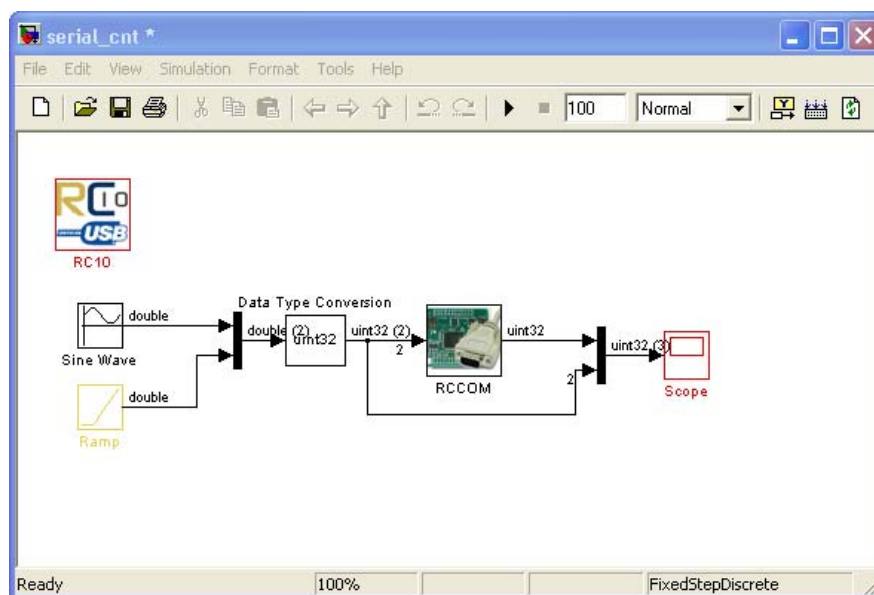 serial_cnt *
File Edit View Simulation Format Tools Help
100 Normal
RC10
USB
RC10
Data Type Conversion
double
double (2)
uint32
uint32 (2)
2
uint32
Sine Wave
RCCOM
uint32 (3)
2
Scope
double
Ramp
Ready 100% FixedStepDiscrete